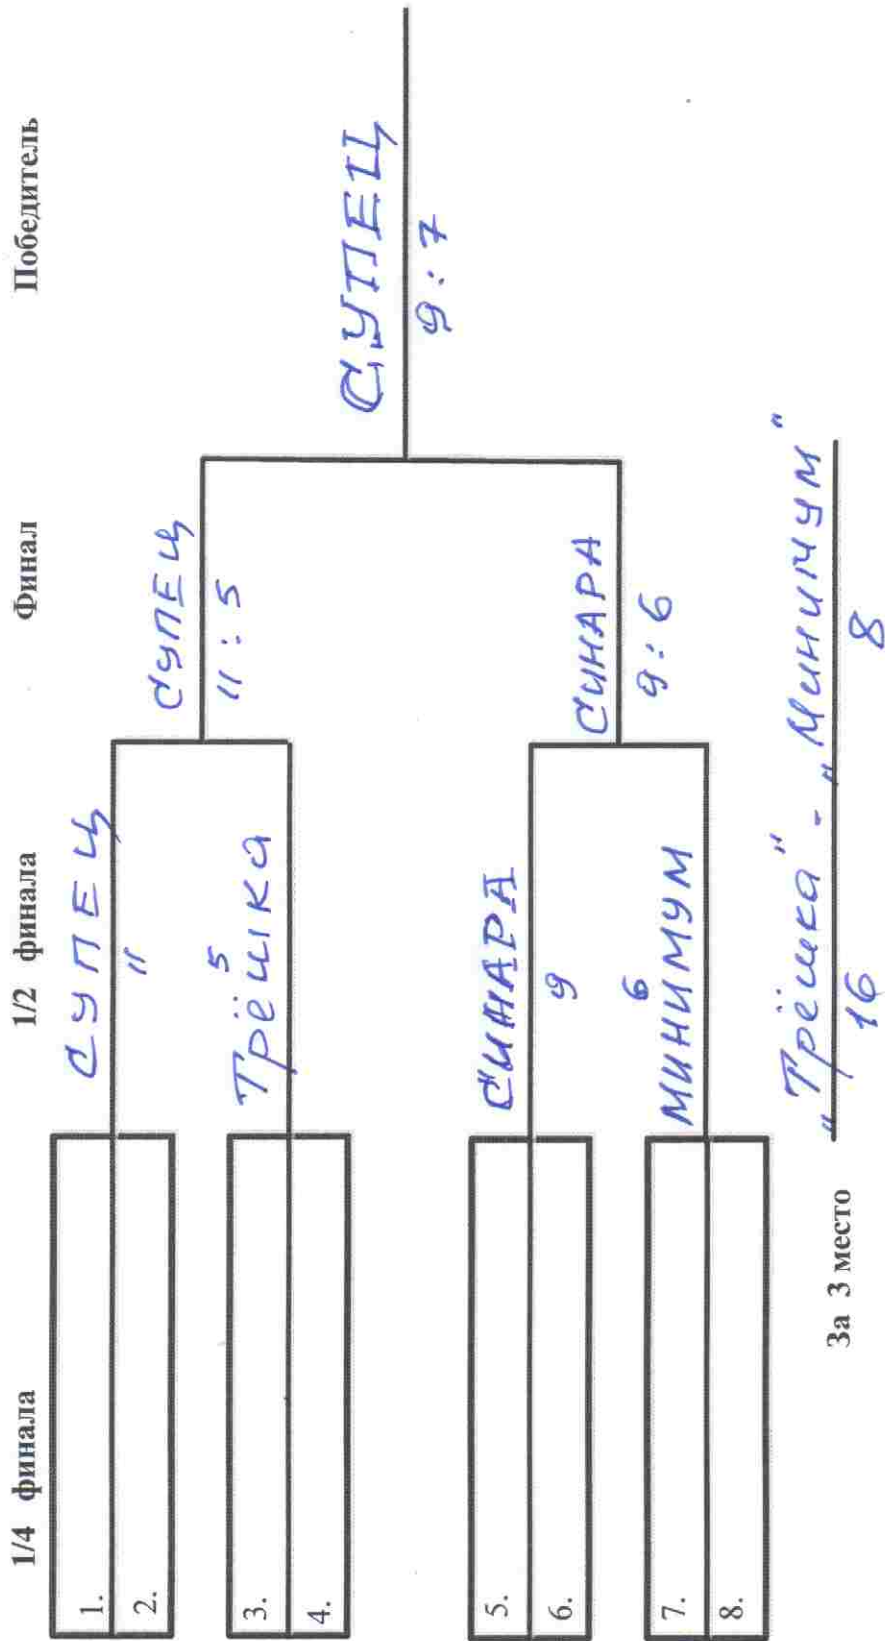 1/4 финала 1/2 финала Финал Победитель
1.
2.
3.
4.
5.
6.
7.
8.
СУПЕЦ
11
5
Трёшка
СИНАРА
9
6
МИНИМУМ
СУПЕЦ
11:5
СИНАРА
9:6
СУПЕЦ
9:7
За 3 место „Трёшка" - „Минимум"
16 8